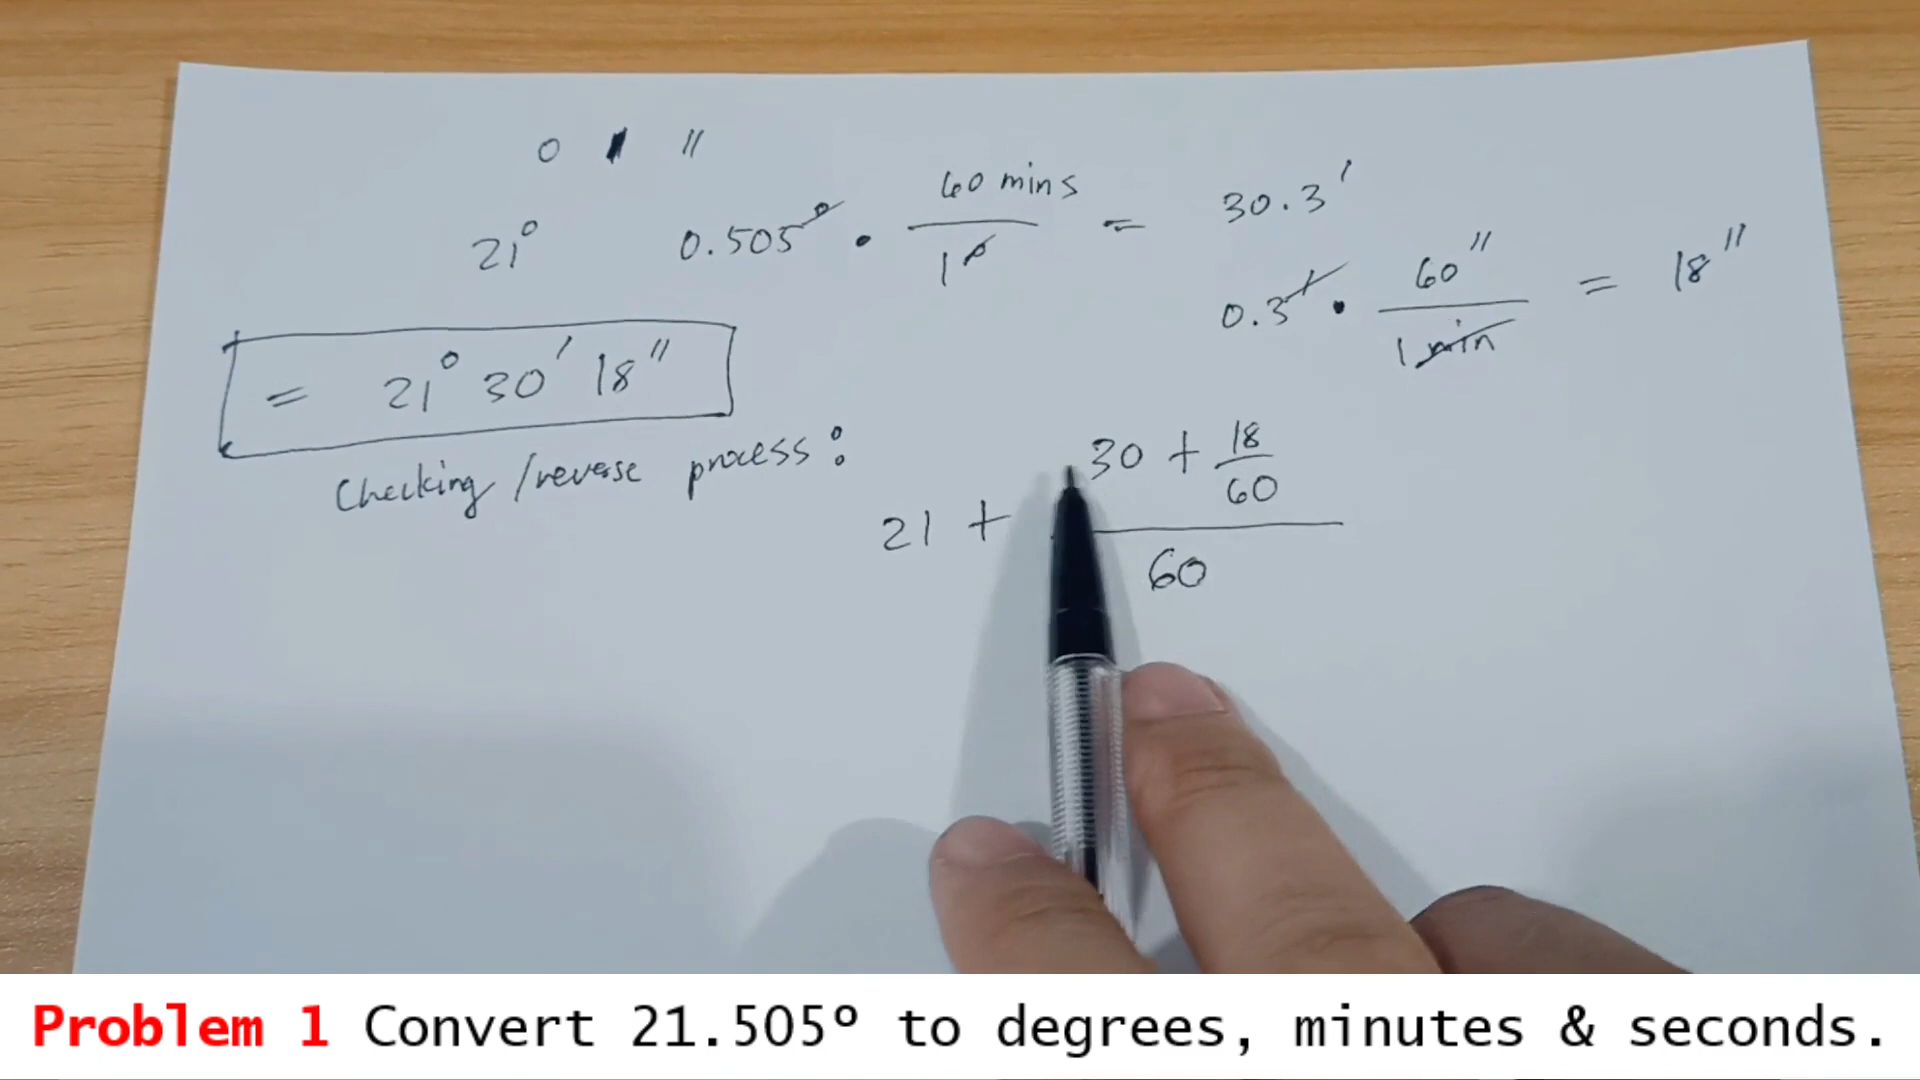 ° ' "
21° 0.505° • 60 mins / 1° = 30.3'
0.3' • 60" / 1 min = 18"
= 21° 30' 18"
Checking/reverse process:
21 + (30 + 18/60) / 60
Problem 1 Convert 21.505º to degrees, minutes & seconds.